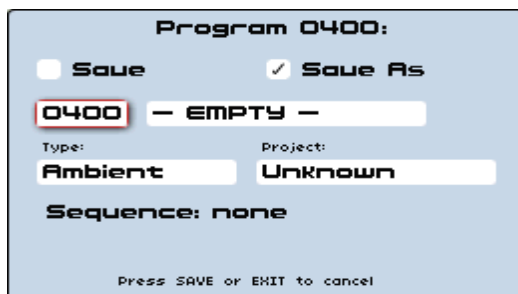 Program 0400:
Save Save As
0400 — EMPTY —
Type: Project:
Ambient Unknown
Sequence: none
Press SAVE or EXIT to cancel